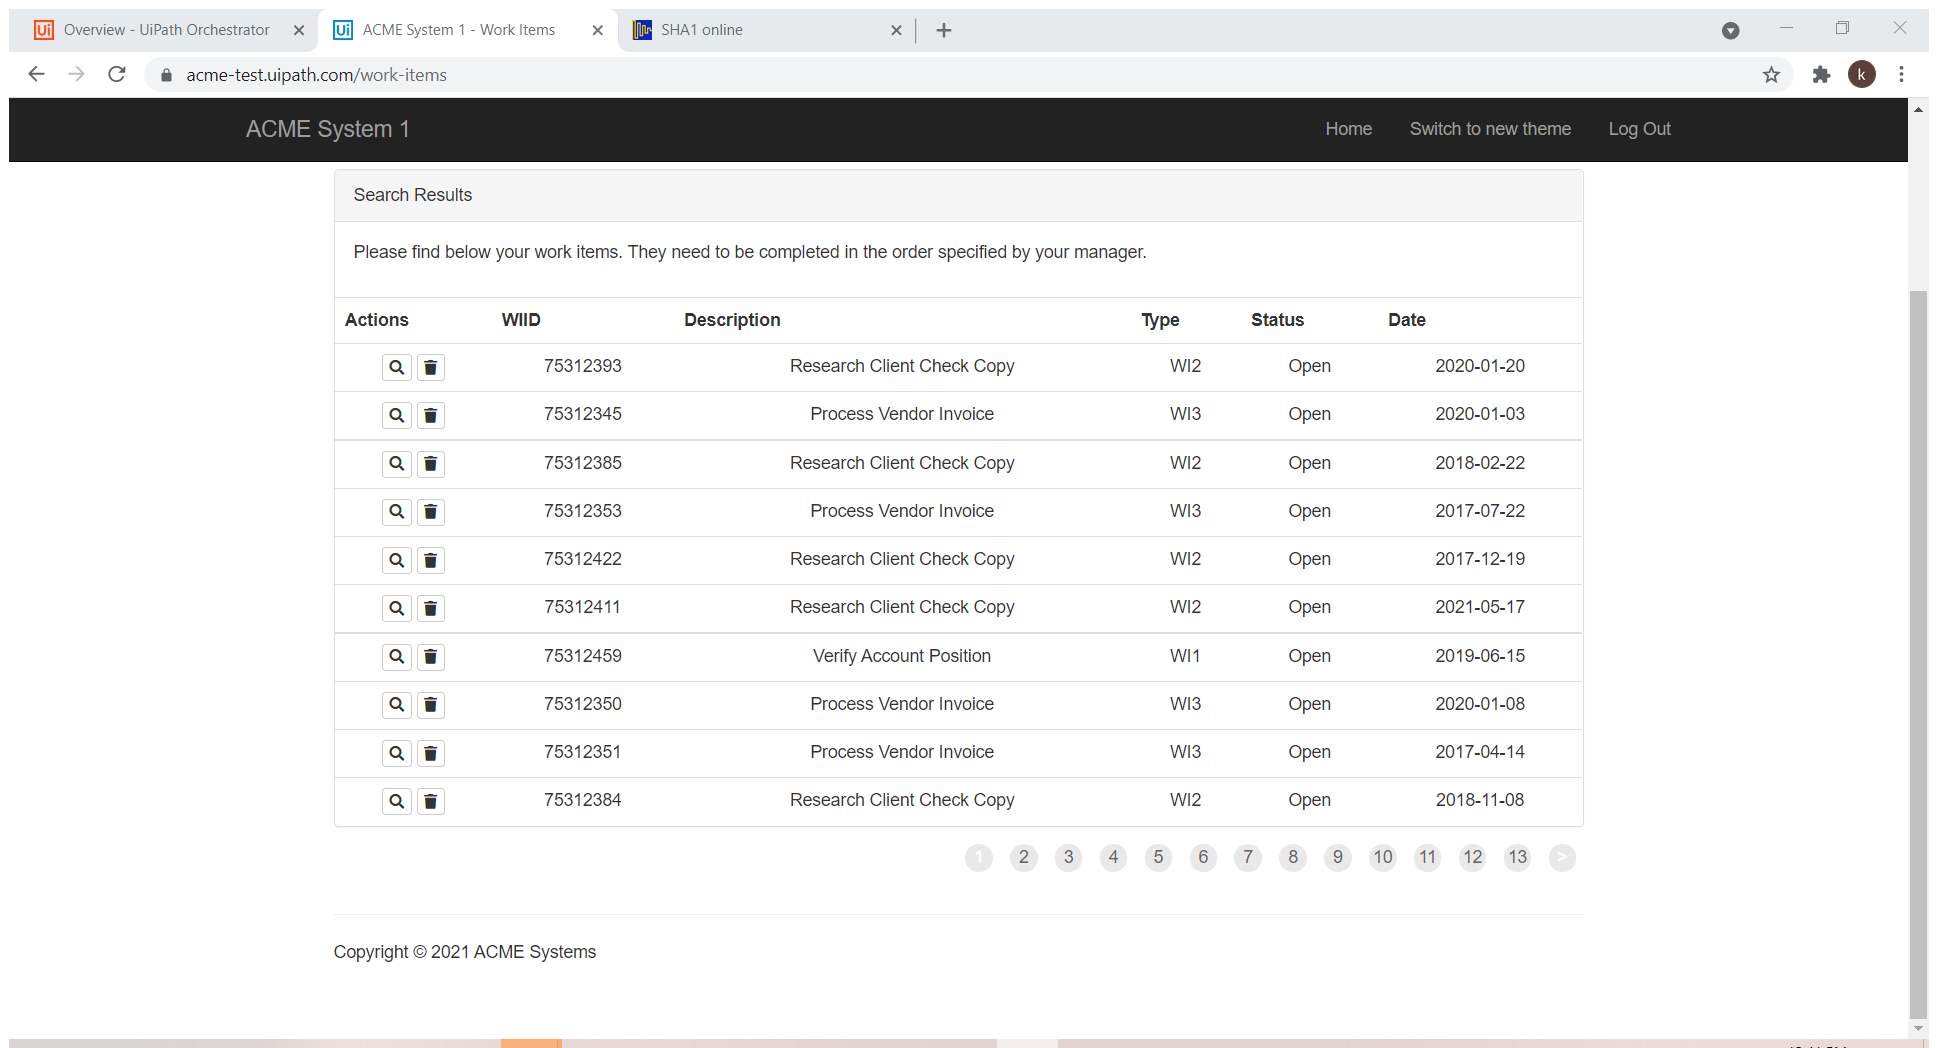 Overview - UiPath Orchestrator
ACME System 1 - Work Items
SHA1 online
acme-test.uipath.com/work-items
k
ACME System 1 Home Switch to new theme Log Out
Search Results
Please find below your work items. They need to be completed in the order specified by your manager.
Actions WIID Description Type Status Date
75312393 Research Client Check Copy WI2 Open 2020-01-20
75312345 Process Vendor Invoice WI3 Open 2020-01-03
75312385 Research Client Check Copy WI2 Open 2018-02-22
75312353 Process Vendor Invoice WI3 Open 2017-07-22
75312422 Research Client Check Copy WI2 Open 2017-12-19
75312411 Research Client Check Copy WI2 Open 2021-05-17
75312459 Verify Account Position WI1 Open 2019-06-15
75312350 Process Vendor Invoice WI3 Open 2020-01-08
75312351 Process Vendor Invoice WI3 Open 2017-04-14
75312384 Research Client Check Copy WI2 Open 2018-11-08
1 2 3 4 5 6 7 8 9 10 11 12 13 >
Copyright © 2021 ACME Systems